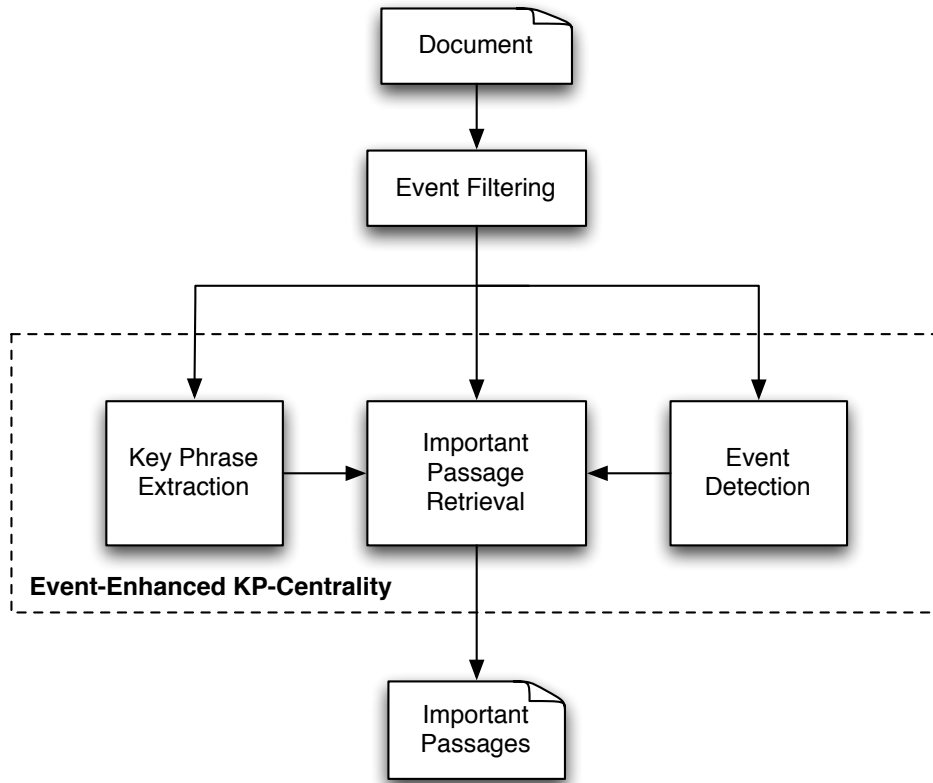 Document
Event Filtering
Key Phrase
Extraction
Important
Passage
Retrieval
Event
Detection
Event-Enhanced KP-Centrality
Important
Passages